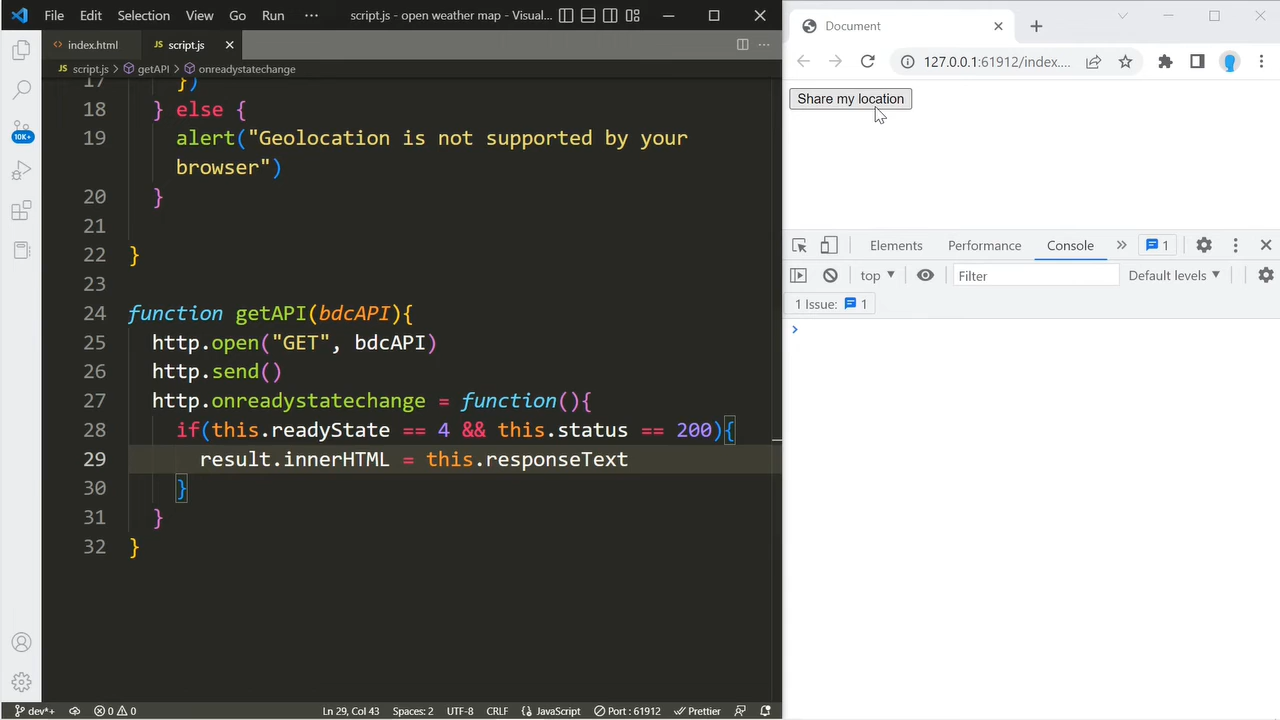 File Edit Selection View Go Run ··· script.js - open weather map - Visual...
index.html script.js
script.js > getAPI > onreadystatechange
17 })
18 } else {
19 alert("Geolocation is not supported by your
browser")
20 }
21
22 }
23
24 function getAPI(bdcAPI){
25 http.open("GET", bdcAPI)
26 http.send()
27 http.onreadystatechange = function(){
28 if(this.readyState == 4 && this.status == 200){
29 result.innerHTML = this.responseText
30 }
31 }
32 }
10K+
dev*+ 0 0 Ln 29, Col 43 Spaces: 2 UTF-8 CRLF JavaScript Port : 61912 Prettier
Document
127.0.0.1:61912/index....
Share my location
Elements Performance Console » 1
top Filter Default levels
1 Issue: 1
>